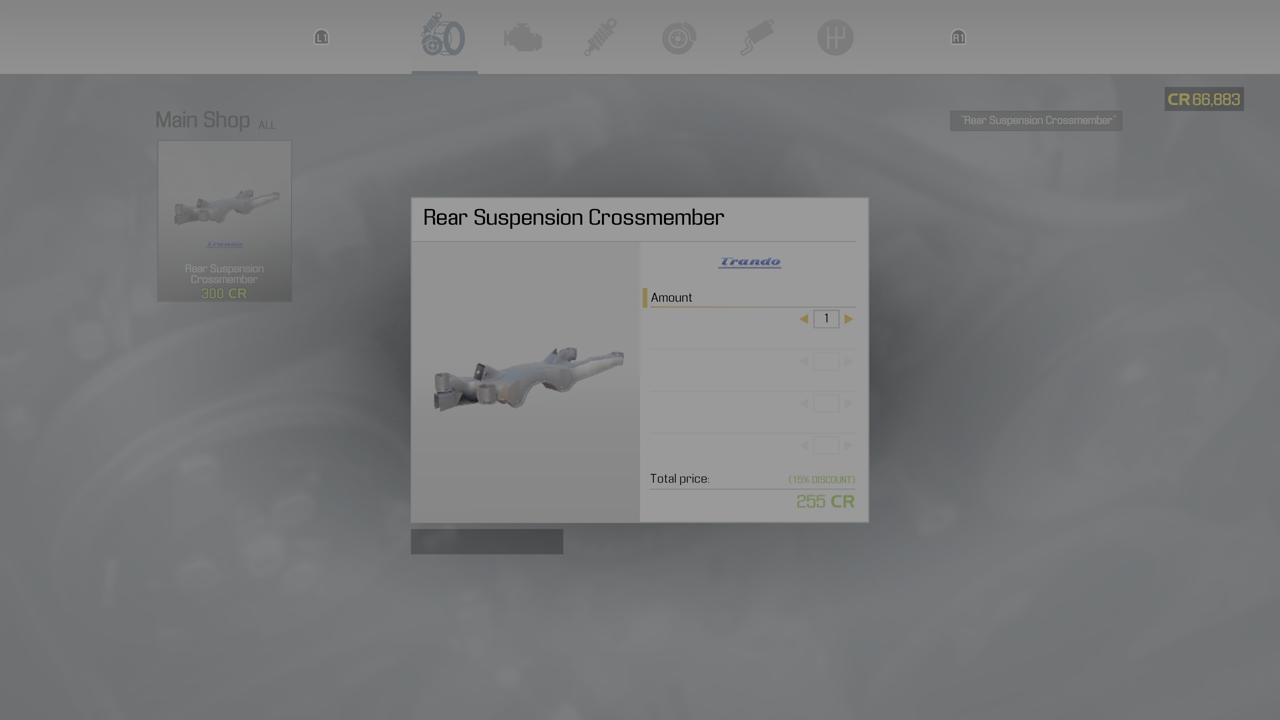 L1
R1
CR 66,883
Main Shop ALL
"Rear Suspension Crossmember"
Trando
Rear Suspension
Crossmember
300 CR
Rear Suspension Crossmember
Trando
Amount
1
Total price:
(15% DISCOUNT)
255 CR